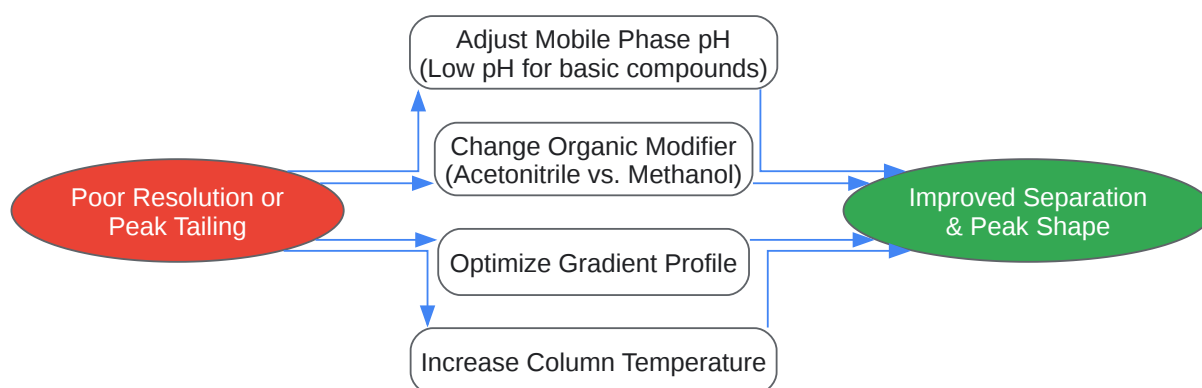 Adjust Mobile Phase pH
(Low pH for basic compounds)
Change Organic Modifier
(Acetonitrile vs. Methanol)
Poor Resolution or
Peak Tailing
Improved Separation
& Peak Shape
Optimize Gradient Profile
Increase Column Temperature